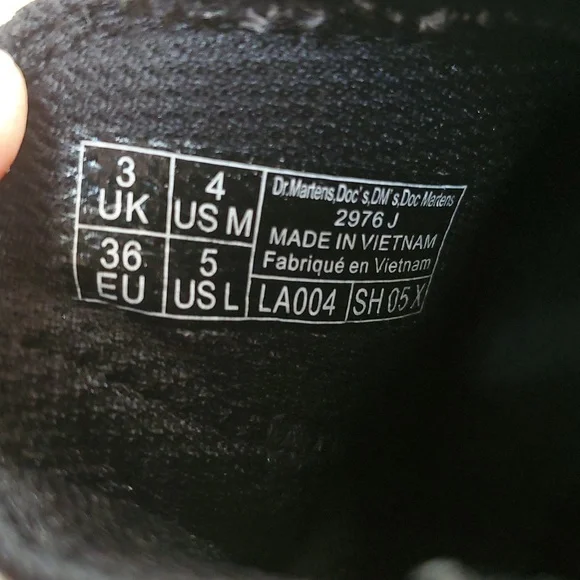 3
UK
4
US M
36
EU
5
US L
Dr.Martens,Doc's,DM's,Doc Martens
2976 J
MADE IN VIETNAM
Fabriqué en Vietnam
LA004
SH 05 X